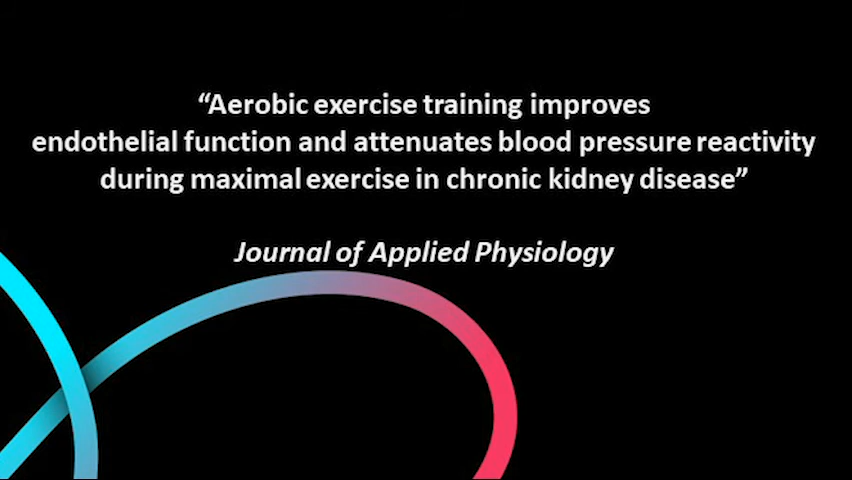 “Aerobic exercise training improves
endothelial function and attenuates blood pressure reactivity
during maximal exercise in chronic kidney disease”
Journal of Applied Physiology